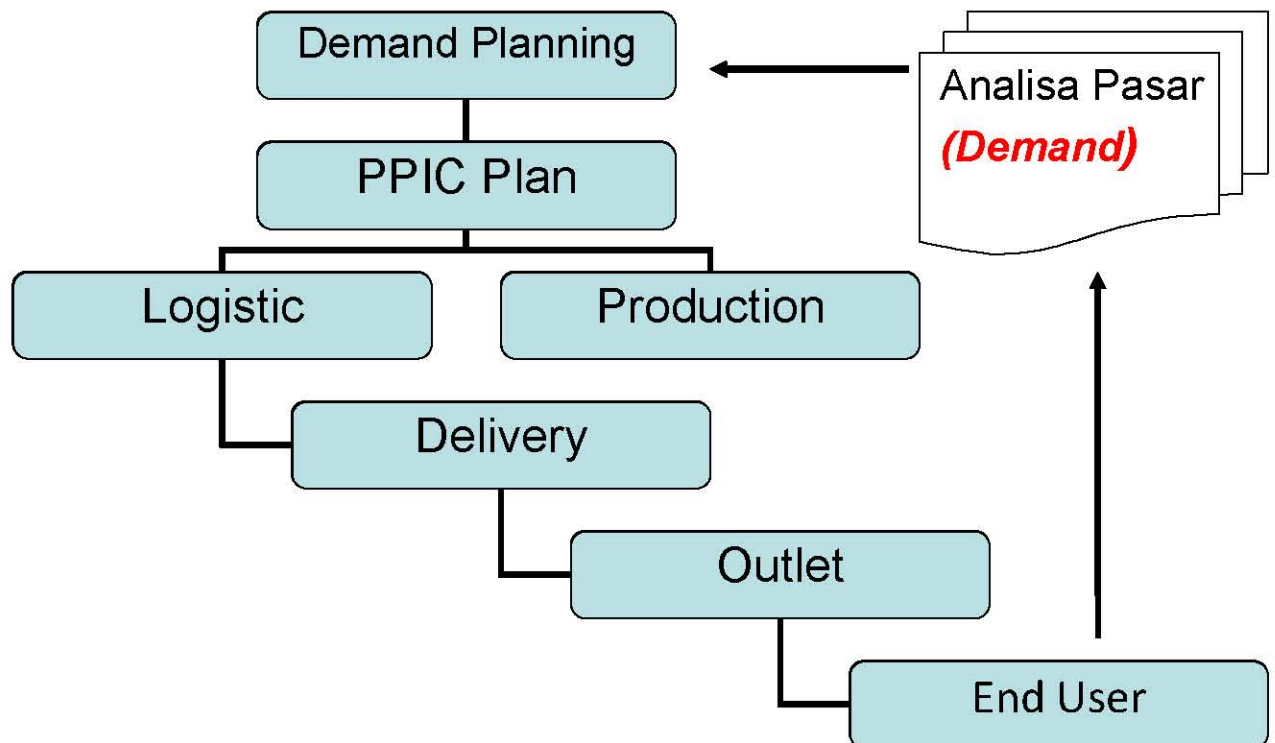 Demand Planning
Analisa Pasar
(Demand)
PPIC Plan
Logistic
Production
Delivery
Outlet
End User